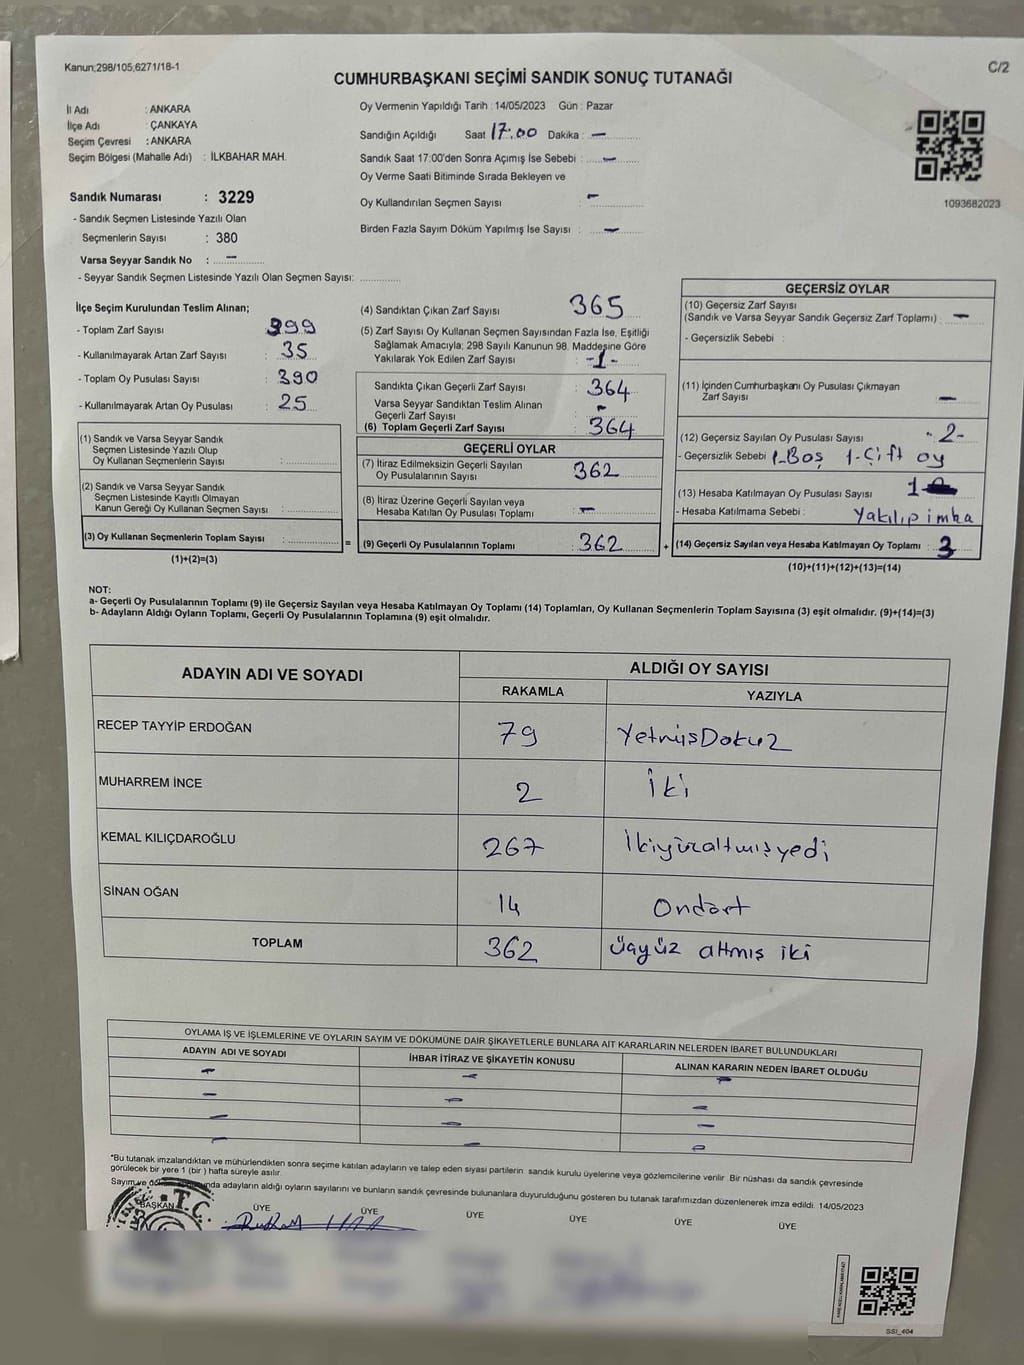 Kanun;298/105,6271/18-1
C/2
CUMHURBAŞKANI SEÇİMİ SANDIK SONUÇ TUTANAĞI
İl Adı : ANKARA
İlçe Adı : ÇANKAYA
Seçim Çevresi : ANKARA
Seçim Bölgesi (Mahalle Adı) : İLKBAHAR MAH.
Sandık Numarası : 3229
- Sandık Seçmen Listesinde Yazılı Olan
Seçmenlerin Sayısı : 380
Varsa Seyyar Sandık No : -
- Seyyar Sandık Seçmen Listesinde Yazılı Olan Seçmen Sayısı:
Oy Vermenin Yapıldığı Tarih : 14/05/2023 Gün : Pazar
Sandığın Açıldığı Saat 17:00 Dakika : -
Sandık Saat 17:00'den Sonra Açımış İse Sebebi : -
Oy Verme Saati Bitiminde Sırada Bekleyen ve
Oy Kullandırılan Seçmen Sayısı : -
Birden Fazla Sayım Döküm Yapılmış İse Sayısı : -
1093682023
İlçe Seçim Kurulundan Teslim Alınan;
- Toplam Zarf Sayısı : 399
- Kullanılmayarak Artan Zarf Sayısı : 35
- Toplam Oy Pusulası Sayısı : 390
- Kullanılmayarak Artan Oy Pusulası : 25
(1) Sandık ve Varsa Seyyar Sandık
Seçmen Listesinde Yazılı Olup
Oy Kullanan Seçmenlerin Sayısı :
(2) Sandık ve Varsa Seyyar Sandık
Seçmen Listesinde Kayıtlı Olmayan
Kanun Gereği Oy Kullanan Seçmen Sayısı :
(3) Oy Kullanan Seçmenlerin Toplam Sayısı :
(1)+(2)=(3)
(4) Sandıktan Çıkan Zarf Sayısı : 365
(5) Zarf Sayısı Oy Kullanan Seçmen Sayısından Fazla İse, Eşitliği
Sağlamak Amacıyla; 298 Sayılı Kanunun 98. Maddesine Göre
Yakılarak Yok Edilen Zarf Sayısı : -1-
Sandıkta Çıkan Geçerli Zarf Sayısı : 364
Varsa Seyyar Sandıktan Teslim Alınan
Geçerli Zarf Sayısı : -
(6) Toplam Geçerli Zarf Sayısı : 364
GEÇERLİ OYLAR
(7) İtiraz Edilmeksizin Geçerli Sayılan
Oy Pusulalarının Sayısı : 362
(8) İtiraz Üzerine Geçerli Sayılan veya
Hesaba Katılan Oy Pusulası Toplamı : -
= (9) Geçerli Oy Pusulalarının Toplamı : 362 +
GEÇERSİZ OYLAR
(10) Geçersiz Zarf Sayısı
(Sandık ve Varsa Seyyar Sandık Geçersiz Zarf Toplamı) : -
- Geçersizlik Sebebi :
(11) İçinden Cumhurbaşkanı Oy Pusulası Çıkmayan
Zarf Sayısı : -
(12) Geçersiz Sayılan Oy Pusulası Sayısı : -2-
- Geçersizlik Sebebi : 1-Boş 1-Çift oy
(13) Hesaba Katılmayan Oy Pusulası Sayısı : 1
- Hesaba Katılmama Sebebi : Yakılıp imha
(14) Geçersiz Sayılan veya Hesaba Katılmayan Oy Toplamı : 3
(10)+(11)+(12)+(13)=(14)
NOT:
a- Geçerli Oy Pusulalarının Toplamı (9) ile Geçersiz Sayılan veya Hesaba Katılmayan Oy Toplamı (14) Toplamları, Oy Kullanan Seçmenlerin Toplam Sayısına (3) eşit olmalıdır. (9)+(14)=(3)
b- Adayların Aldığı Oyların Toplamı, Geçerli Oy Pusulalarının Toplamına (9) eşit olmalıdır.
ADAYIN ADI VE SOYADI ALDIĞI OY SAYISI
RAKAMLA YAZIYLA
RECEP TAYYİP ERDOĞAN 79 YetmişDokuz
MUHARREM İNCE 2 İki
KEMAL KILIÇDAROĞLU 267 İkiyüzaltmışyedi
SİNAN OĞAN 14 Ondört
TOPLAM 362 üçyüz altmış iki
OYLAMA İŞ VE İŞLEMLERİNE VE OYLARIN SAYIM VE DÖKÜMÜNE DAİR ŞİKAYETLERLE BUNLARA AİT KARARLARIN NELERDEN İBARET BULUNDUKLARI
ADAYIN ADI VE SOYADI İHBAR İTİRAZ VE ŞİKAYETİN KONUSU ALINAN KARARIN NEDEN İBARET OLDUĞU
- - -
- - -
- - -
- - -
*Bu tutanak imzalandıktan ve mühürlendikten sonra seçime katılan adayların ve talep eden siyasi partilerin sandık kurulu üyelerine veya gözlemcilerine verilir Bir nüshası da sandık çevresinde
görülecek bir yere 1 (bir ) hafta süreyle asılır.
Sayım ve adayların aldığı oyların sayılarını ve bunların sandık çevresinde bulunanlara duyurulduğunu gösteren bu tutanak tarafımızdan düzenlenerek imza edildi. 14/05/2023
BAŞKAN ÜYE ÜYE ÜYE ÜYE ÜYE ÜYE
T.C.
SSI_404